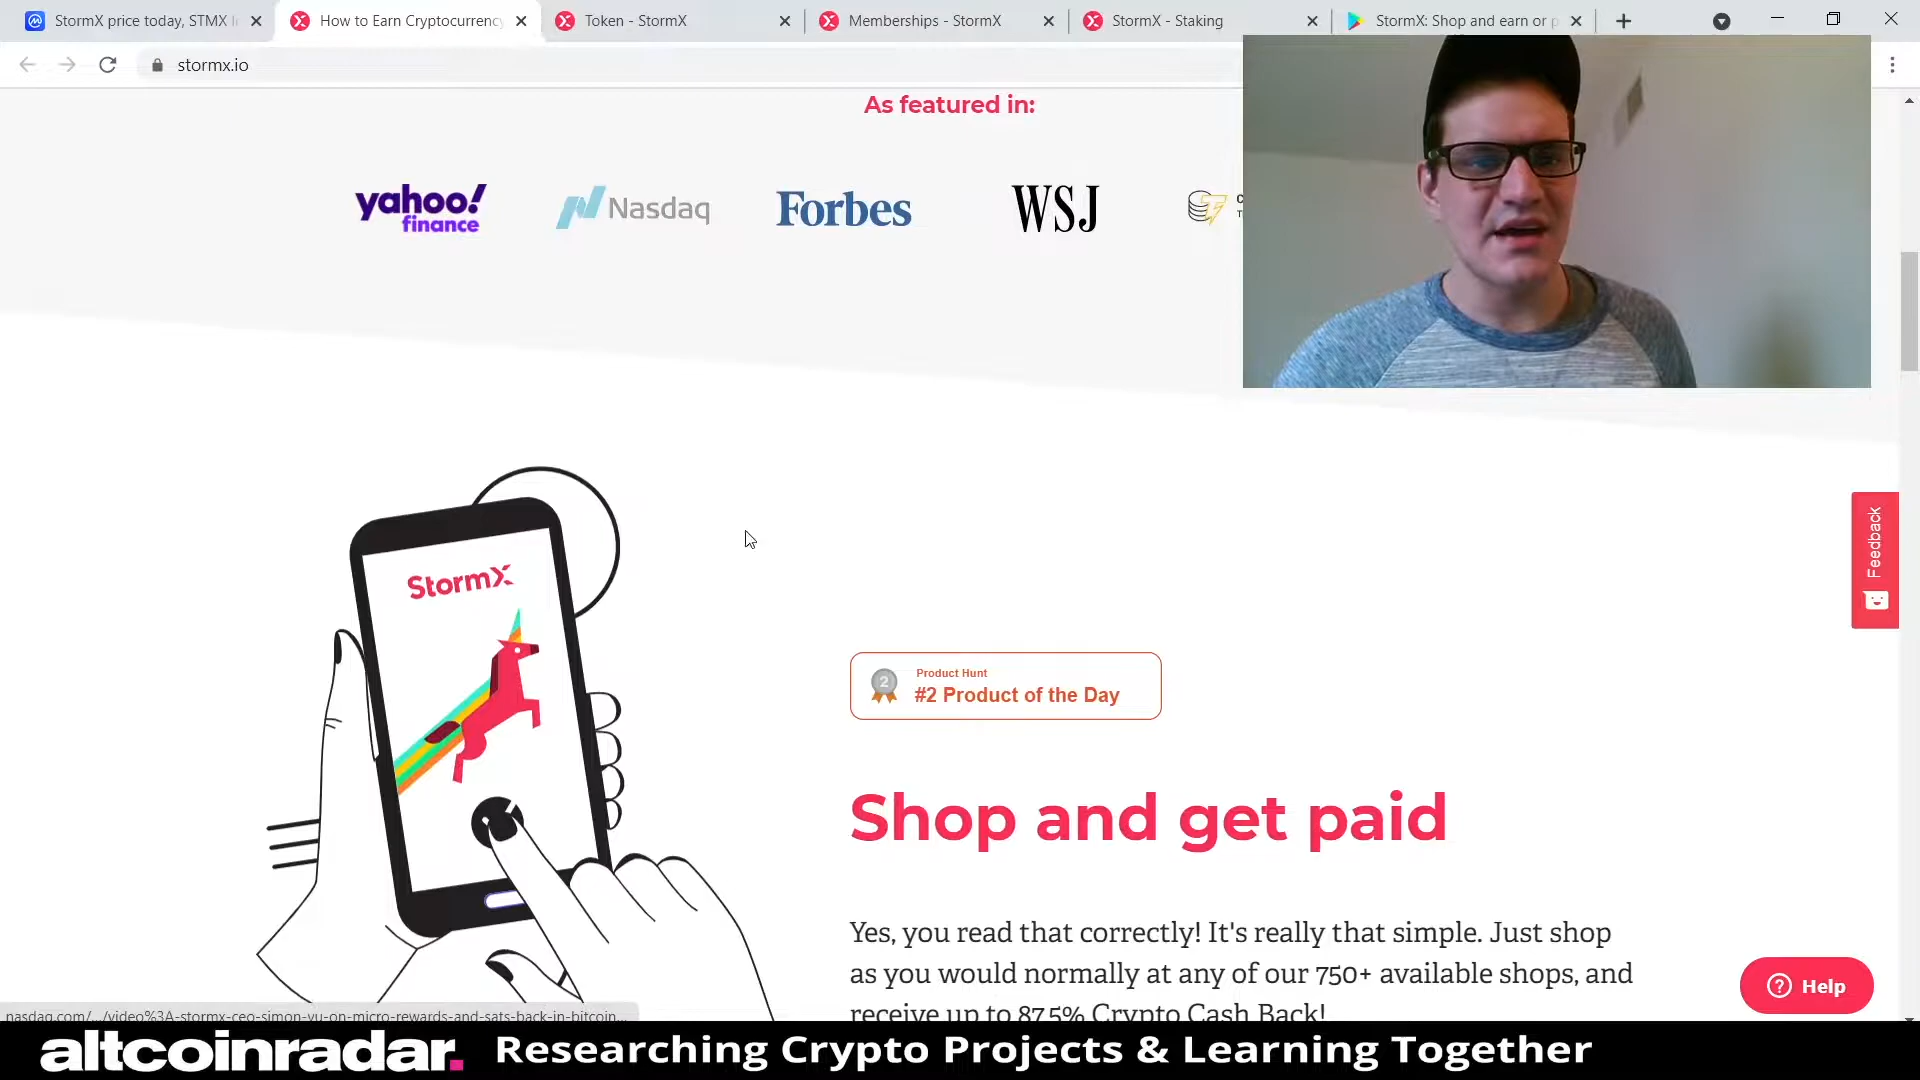 StormX price today, STMX
How to Earn Cryptocurrency
Token - StormX
Memberships - StormX
StormX - Staking
StormX: Shop and earn or p
stormx.io
As featured in:
yahoo!
finance
Nasdaq
Forbes
WSJ
Feedback
StormX
2
Product Hunt
#2 Product of the Day
Shop and get paid
Yes, you read that correctly! It's really that simple. Just shop
as you would normally at any of our 750+ available shops, and
receive up to 87.5% Crypto Cash Back!
Help
nasdaq.com/.../video%3A-stormx-ceo-simon-yu-on-micro-rewards-and-sats-back-in-bitcoin...
altcoinradar.
Researching Crypto Projects & Learning Together